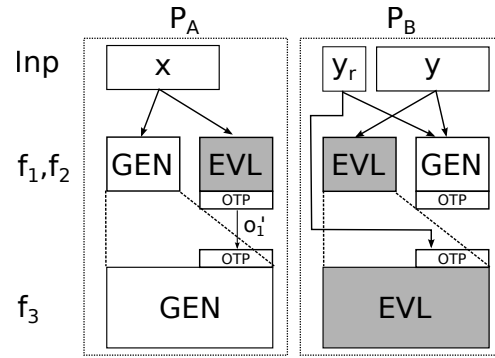 P_A P_B
Inp x y_r y
f_1,f_2 GEN EVL EVL GEN
OTP OTP
o_1'
OTP OTP
f_3 GEN EVL